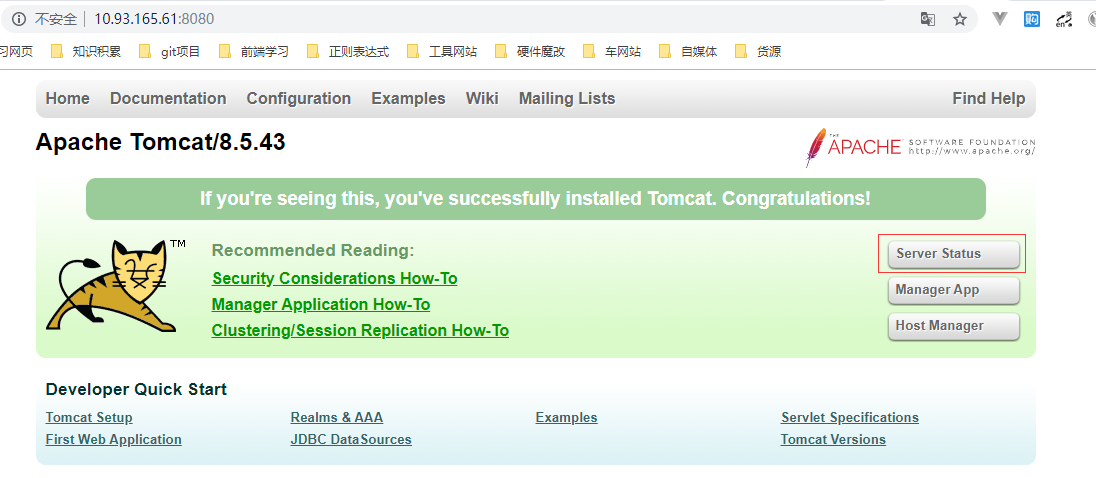 不安全 | 10.93.165.61:8080
习网页 知识积累 git项目 前端学习 正则表达式 工具网站 硬件魔改 车网站 自媒体 货源
Home Documentation Configuration Examples Wiki Mailing Lists Find Help
Apache Tomcat/8.5.43
THE
APACHE SOFTWARE FOUNDATION
http://www.apache.org/
If you're seeing this, you've successfully installed Tomcat. Congratulations!
TM
Recommended Reading:
Security Considerations How-To
Manager Application How-To
Clustering/Session Replication How-To
Server Status
Manager App
Host Manager
Developer Quick Start
Tomcat Setup Realms & AAA Examples Servlet Specifications
First Web Application JDBC DataSources Tomcat Versions